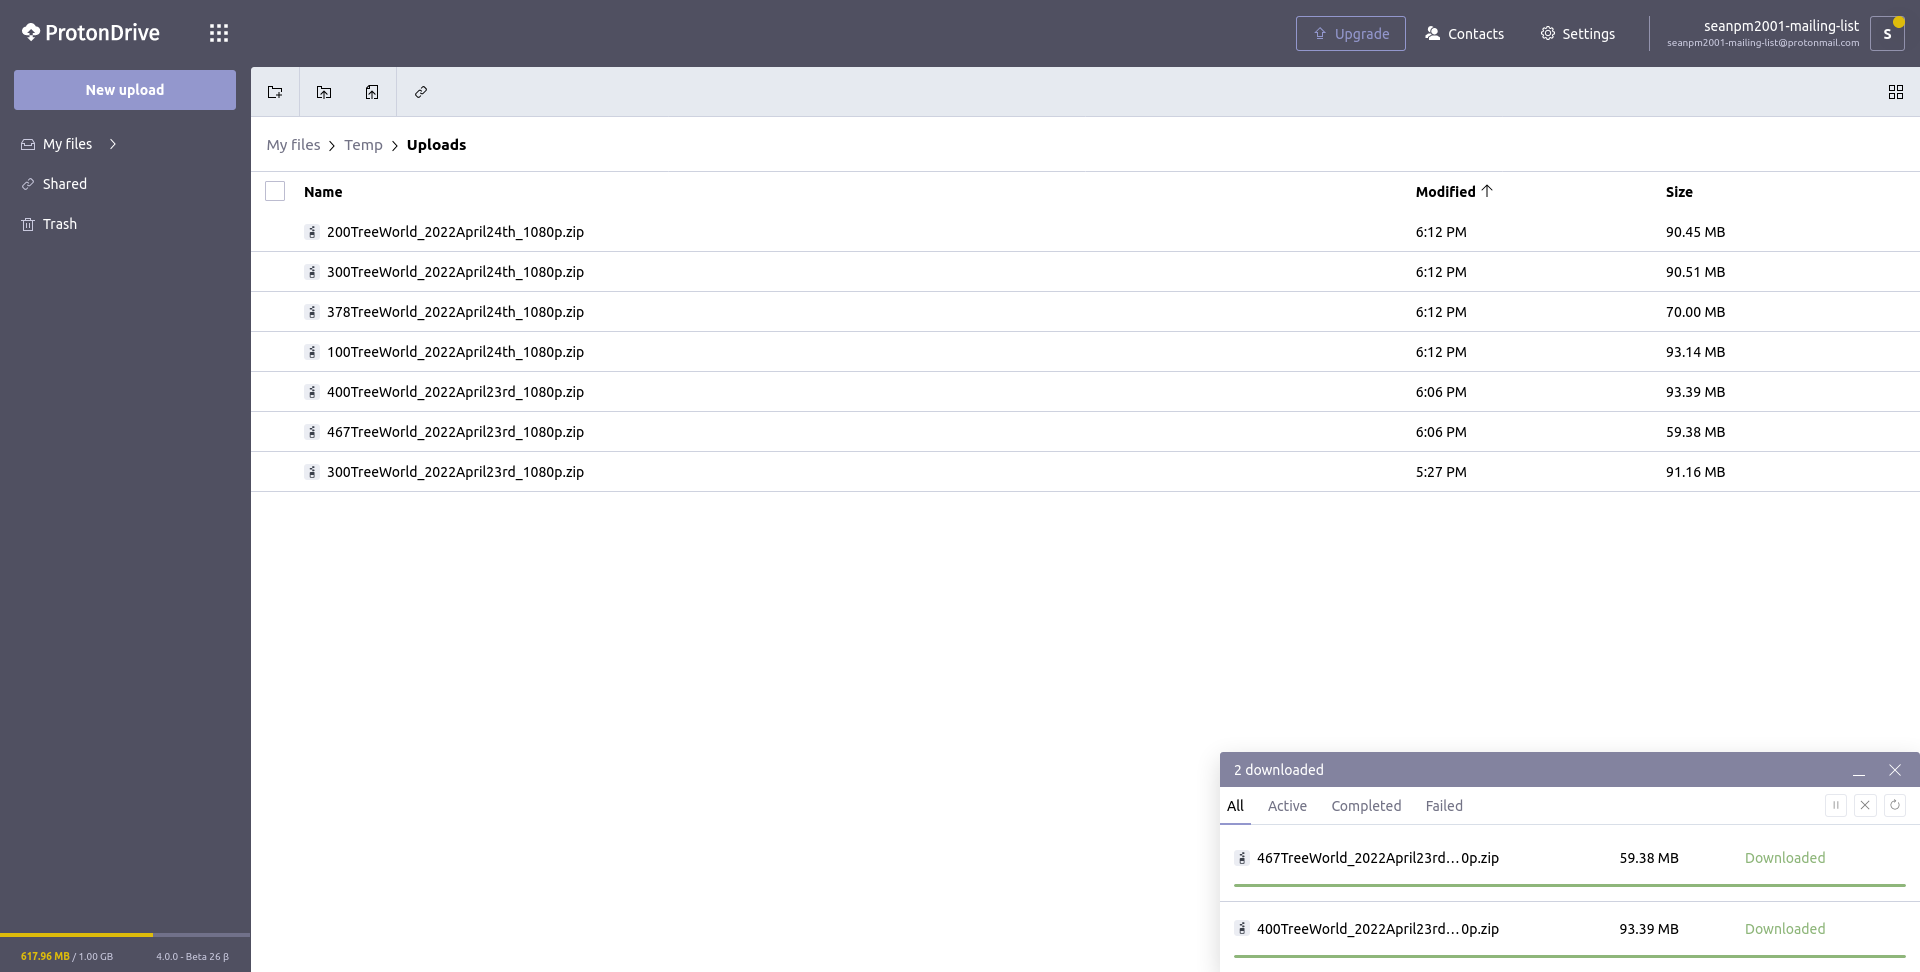 ProtonDrive
Upgrade
Contacts
Settings
seanpm2001-mailing-list
seanpm2001-mailing-list@protonmail.com
S
New upload
My files
Shared
Trash
My files > Temp > Uploads
Name Modified Size
200TreeWorld_2022April24th_1080p.zip 6:12 PM 90.45 MB
300TreeWorld_2022April24th_1080p.zip 6:12 PM 90.51 MB
378TreeWorld_2022April24th_1080p.zip 6:12 PM 70.00 MB
100TreeWorld_2022April24th_1080p.zip 6:12 PM 93.14 MB
400TreeWorld_2022April23rd_1080p.zip 6:06 PM 93.39 MB
467TreeWorld_2022April23rd_1080p.zip 6:06 PM 59.38 MB
300TreeWorld_2022April23rd_1080p.zip 5:27 PM 91.16 MB
2 downloaded
All Active Completed Failed
467TreeWorld_2022April23rd...0p.zip 59.38 MB Downloaded
400TreeWorld_2022April23rd...0p.zip 93.39 MB Downloaded
617.96 MB / 1.00 GB 4.0.0 - Beta 26 β